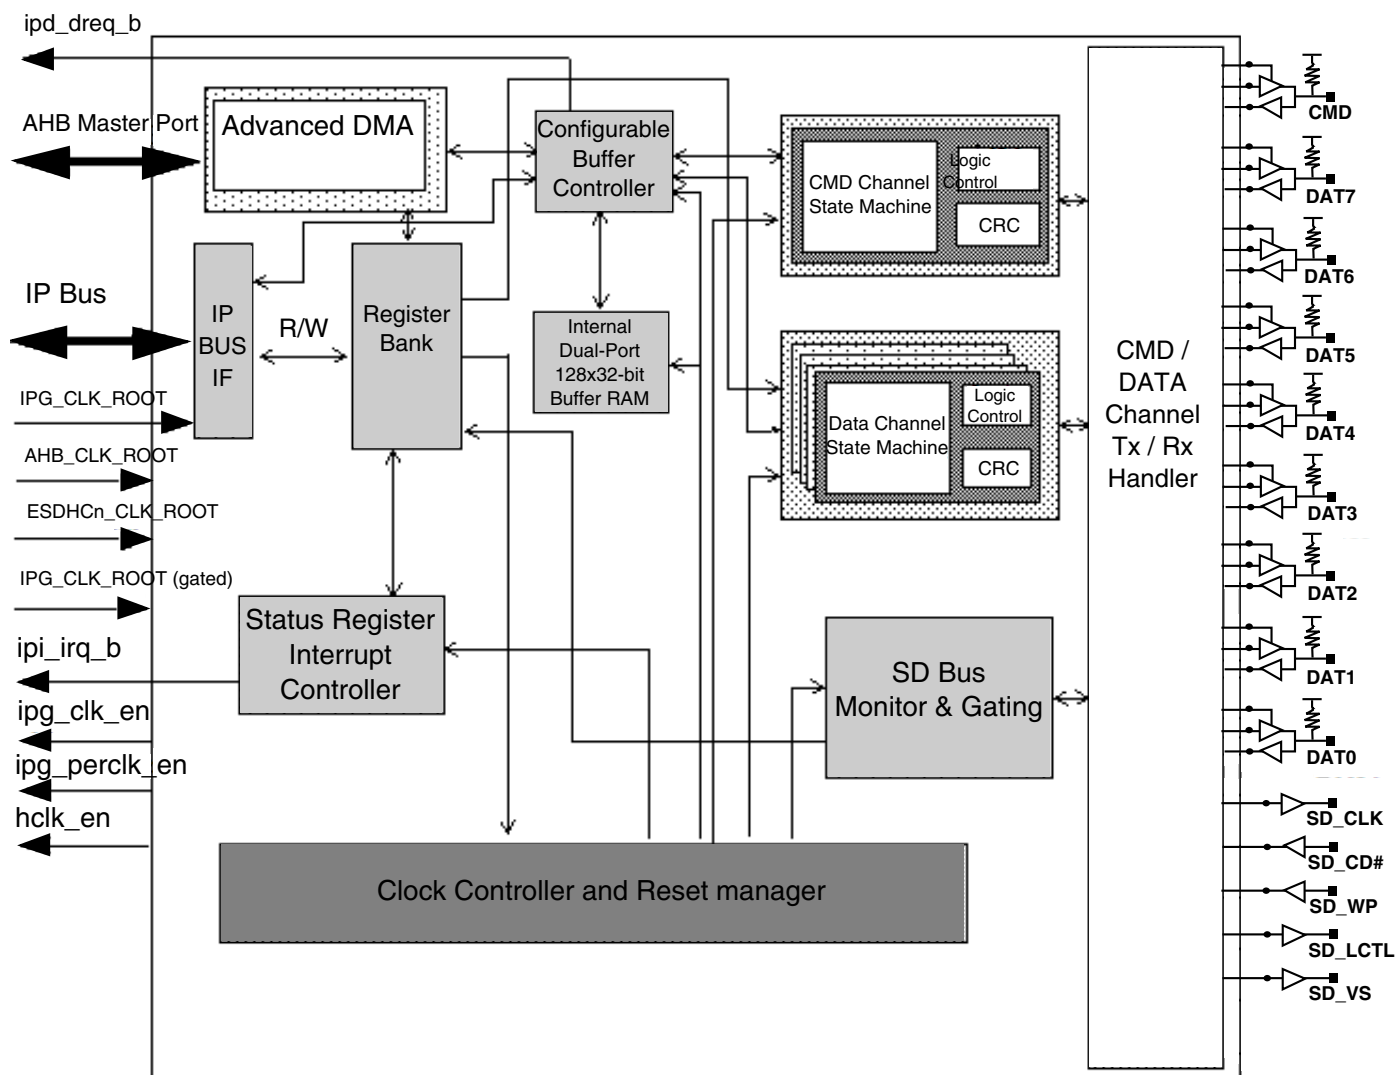 ipd_dreq_b
AHB Master Port
Advanced DMA
Configurable
Buffer
Controller
CMD Channel
State Machine
Logic
Control
CRC
IP Bus
IP
BUS
IF
R/W
Register
Bank
Internal
Dual-Port
128x32-bit
Buffer RAM
Data Channel
State Machine
Logic
Control
CRC
CMD /
DATA
Channel
Tx / Rx
Handler
IPG_CLK_ROOT
AHB_CLK_ROOT
ESDHCn_CLK_ROOT
IPG_CLK_ROOT (gated)
ipi_irq_b
ipg_clk_en
ipg_perclk_en
hclk_en
Status Register
Interrupt
Controller
SD Bus
Monitor & Gating
Clock Controller and Reset manager
CMD
DAT7
DAT6
DAT5
DAT4
DAT3
DAT2
DAT1
DAT0
SD_CLK
SD_CD#
SD_WP
SD_LCTL
SD_VS